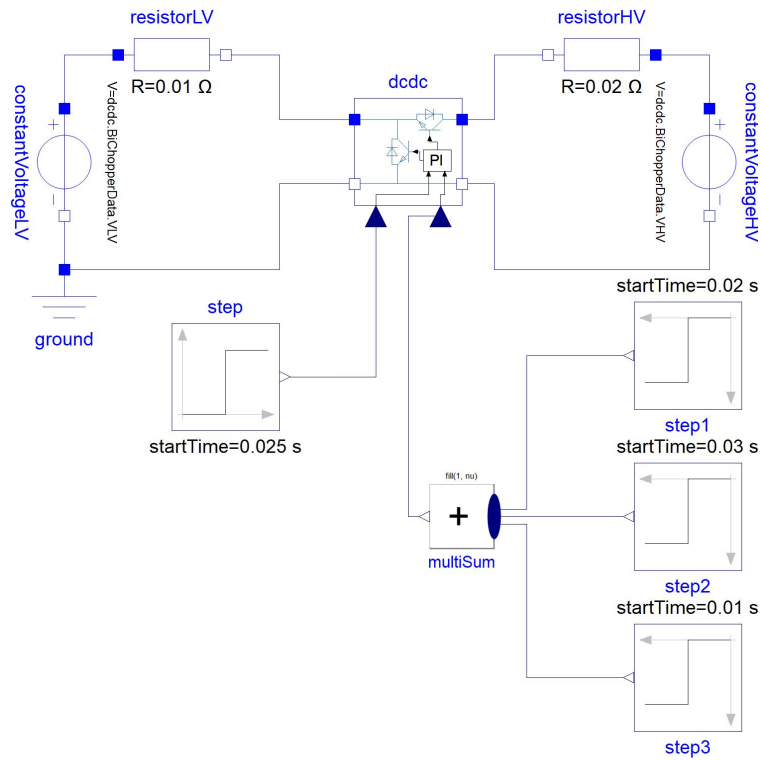 resistorLV
R=0.01 Ω
resistorHV
R=0.02 Ω
dcdc
PI
constantVoltageLV
+
−
V=dcdc.BiChopperData.VLV
V=dcdc.BiChopperData.VHV
+
−
constantVoltageHV
ground
step
startTime=0.025 s
startTime=0.02 s
step1
startTime=0.03 s
step2
startTime=0.01 s
step3
fill(1, nu)
+
multiSum